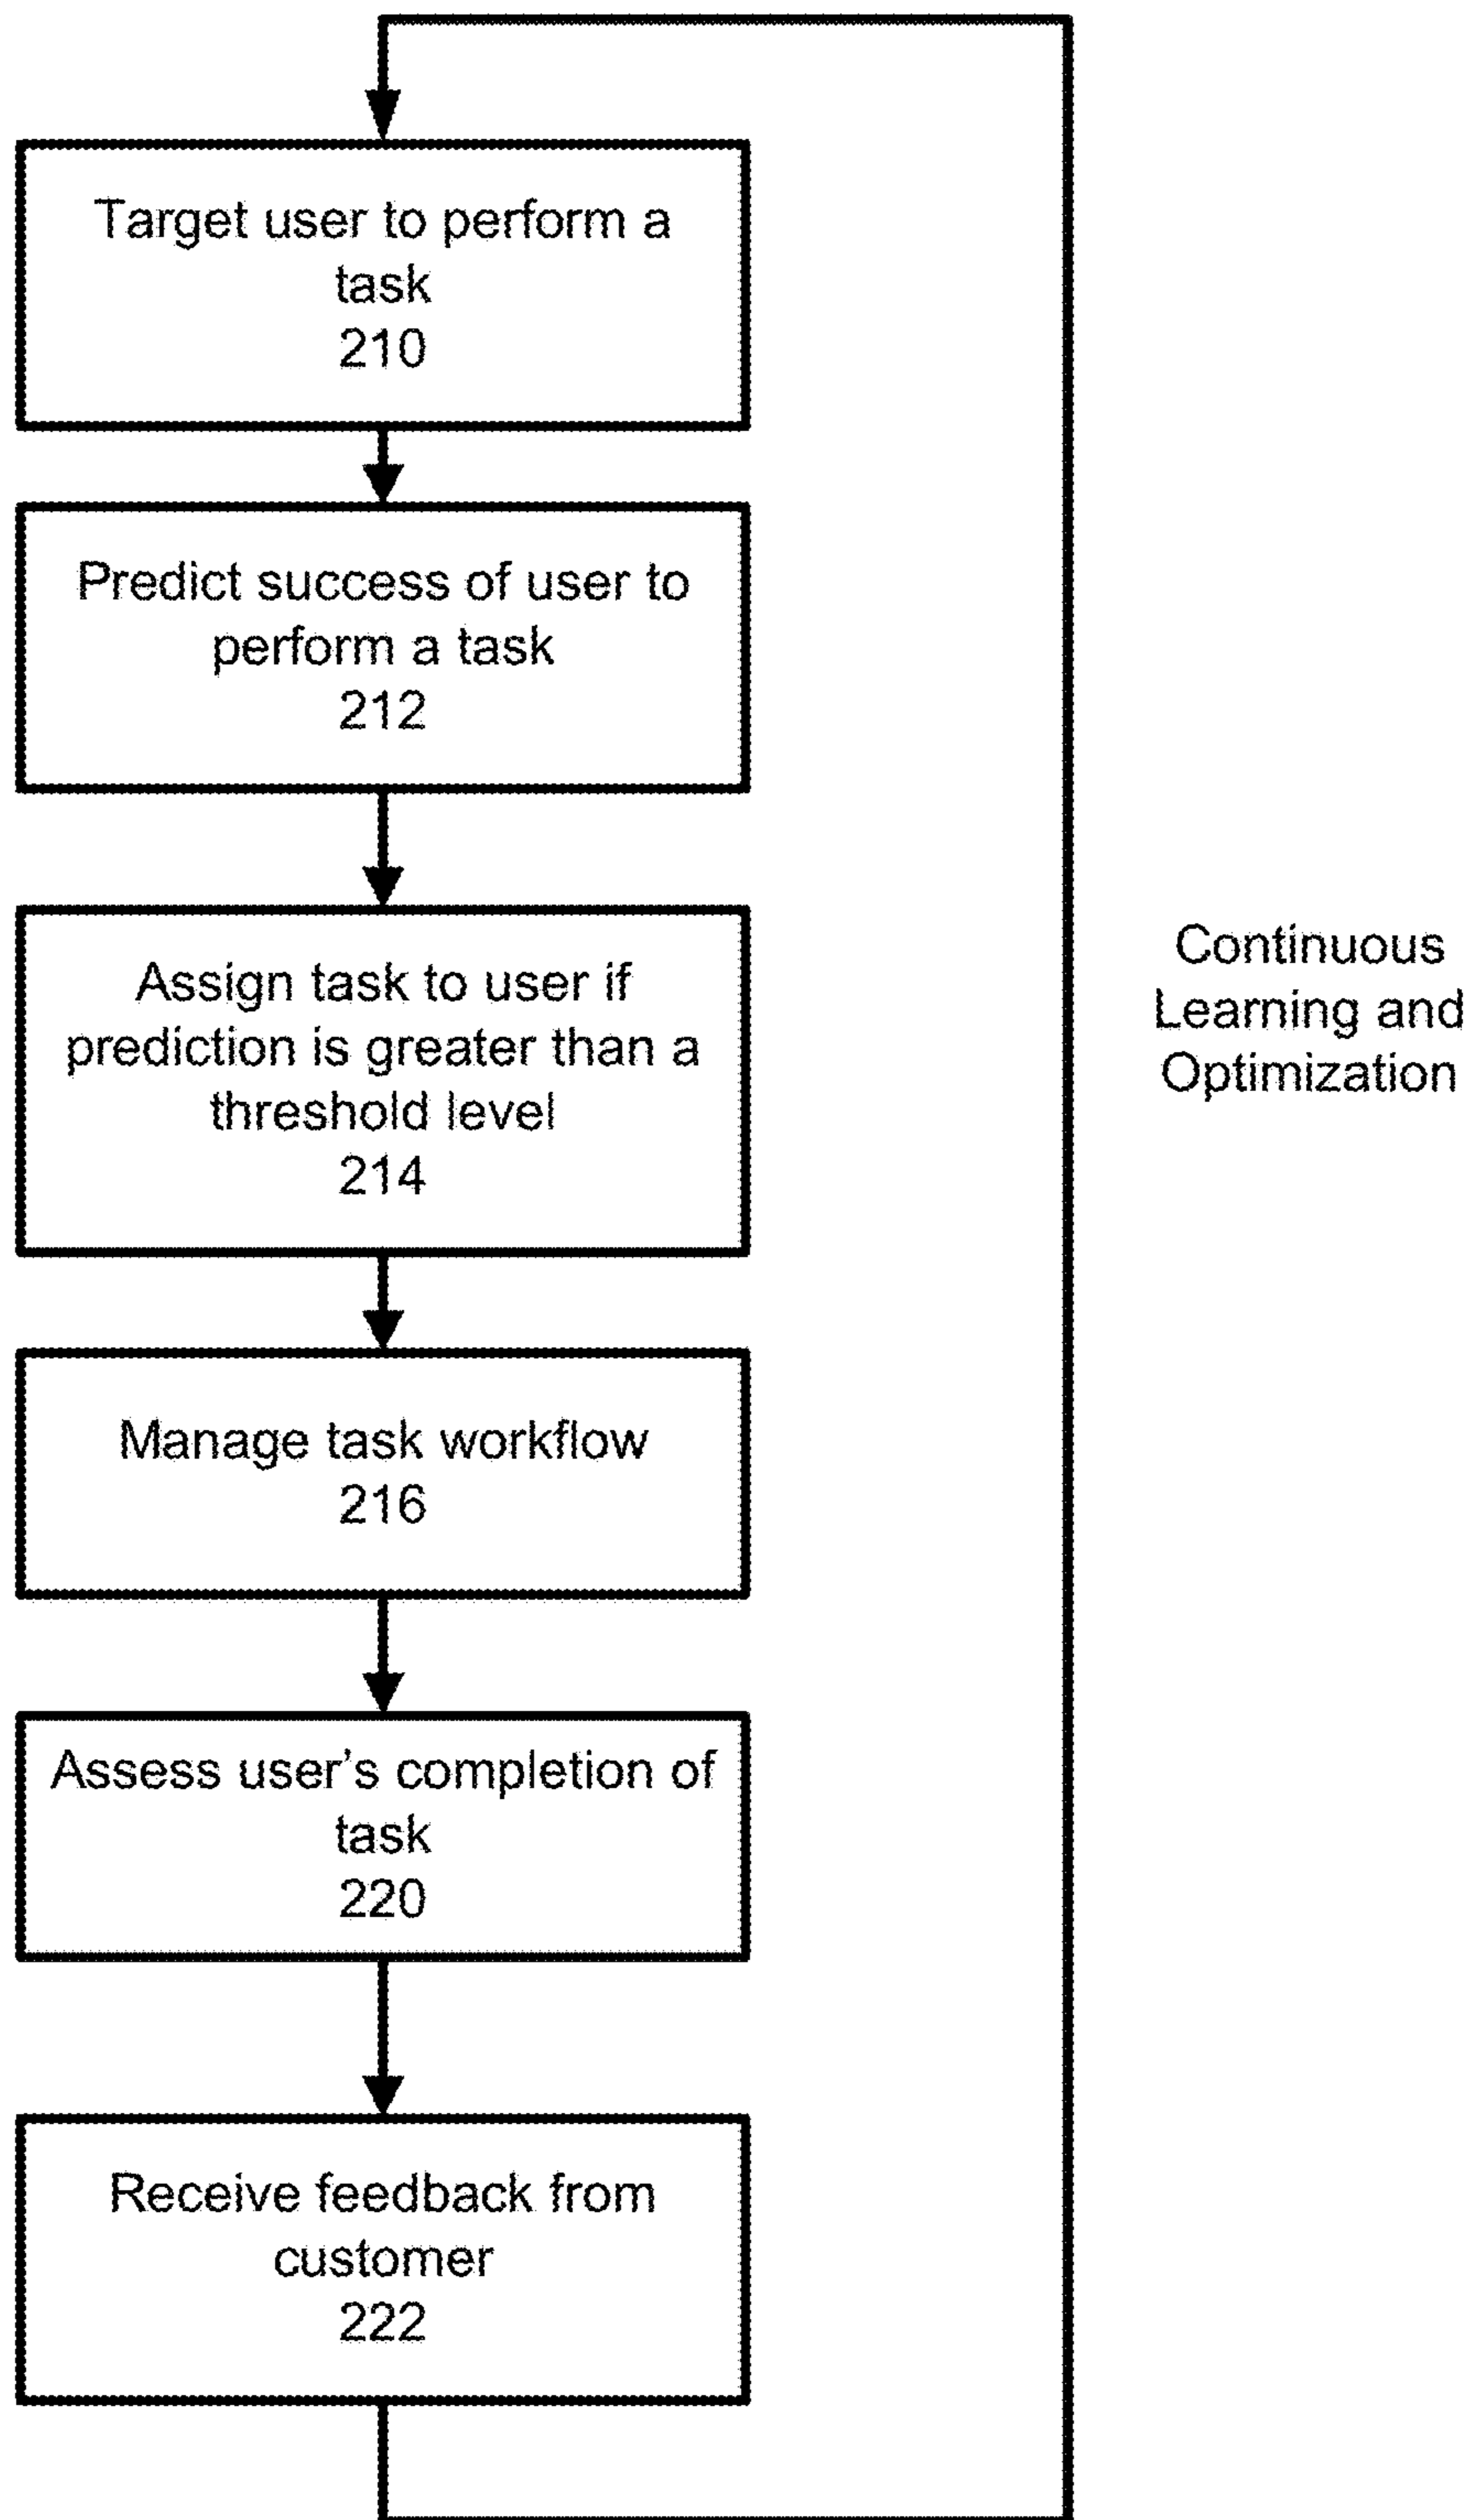 Target user to perform a
task
210
Predict success of user to
perform a task
212
Assign task to user if
prediction is greater than a
threshold level
214
Continuous
Learning and
Optimization
Manage task workflow
216
Assess user's completion of
task
220
Receive feedback from
customer
222